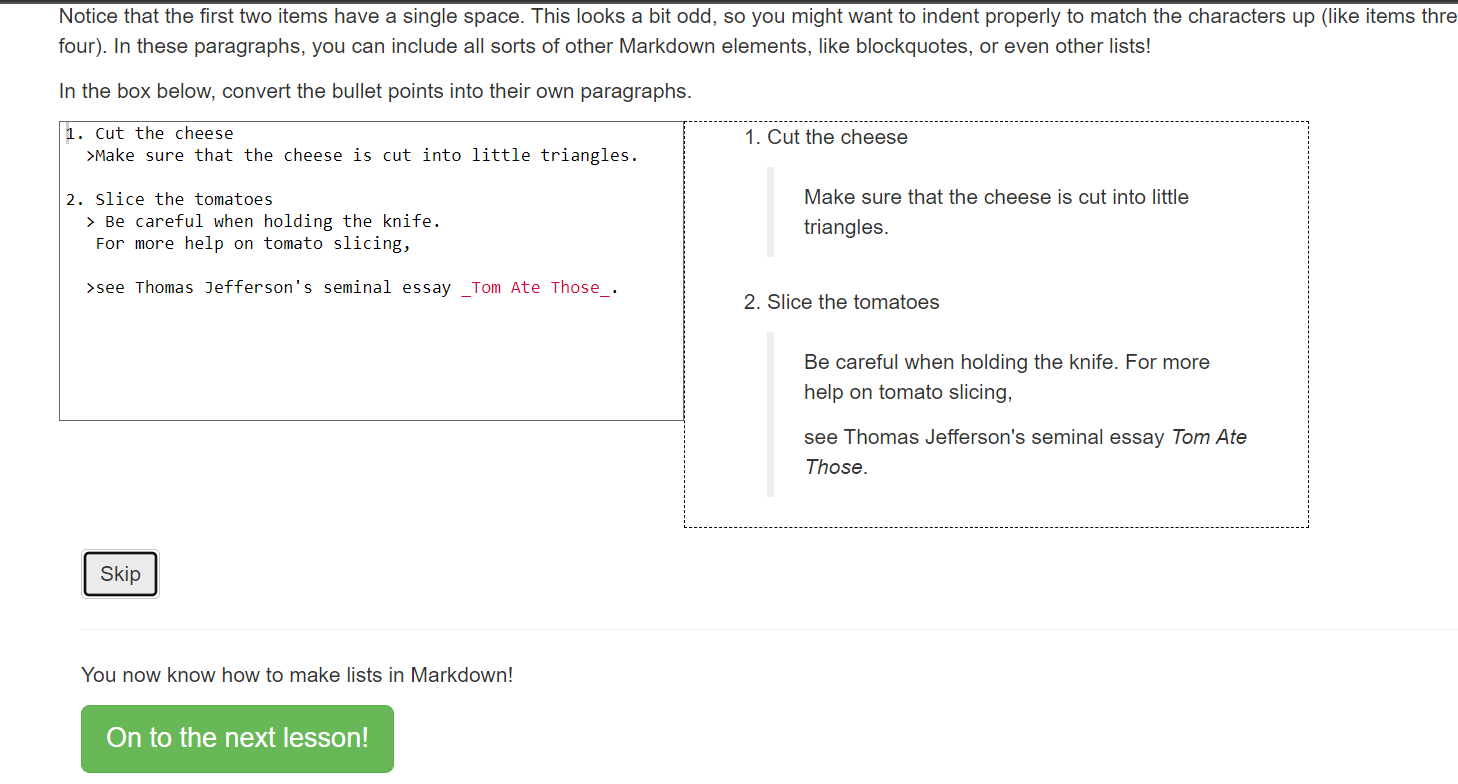 Notice that the first two items have a single space. This looks a bit odd, so you might want to indent properly to match the characters up (like items thre
four). In these paragraphs, you can include all sorts of other Markdown elements, like blockquotes, or even other lists!
In the box below, convert the bullet points into their own paragraphs.
1. Cut the cheese
>Make sure that the cheese is cut into little triangles.
2. Slice the tomatoes
> Be careful when holding the knife.
For more help on tomato slicing,
>see Thomas Jefferson's seminal essay _Tom Ate Those_.
1. Cut the cheese
Make sure that the cheese is cut into little
triangles.
2. Slice the tomatoes
Be careful when holding the knife. For more
help on tomato slicing,
see Thomas Jefferson's seminal essay Tom Ate
Those.
Skip
You now know how to make lists in Markdown!
On to the next lesson!